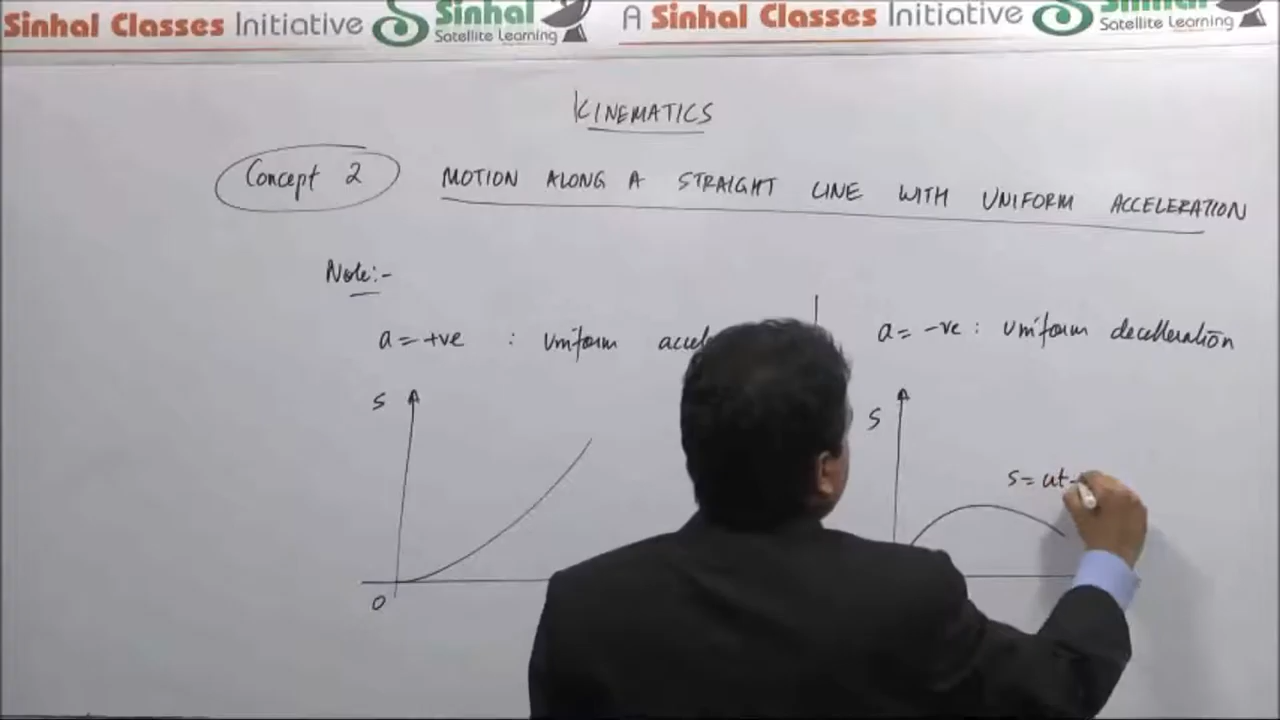 Sinhal Classes Initiative Sinhal Satellite Learning A Sinhal Classes Initiative Satellite Learning
KINEMATICS
Concept 2 MOTION ALONG A STRAIGHT LINE WITH UNIFORM ACCELERATION
Note:-
a = +ve : uniform
a = -ve : uniform decelleration
S
O
S
s = ut-